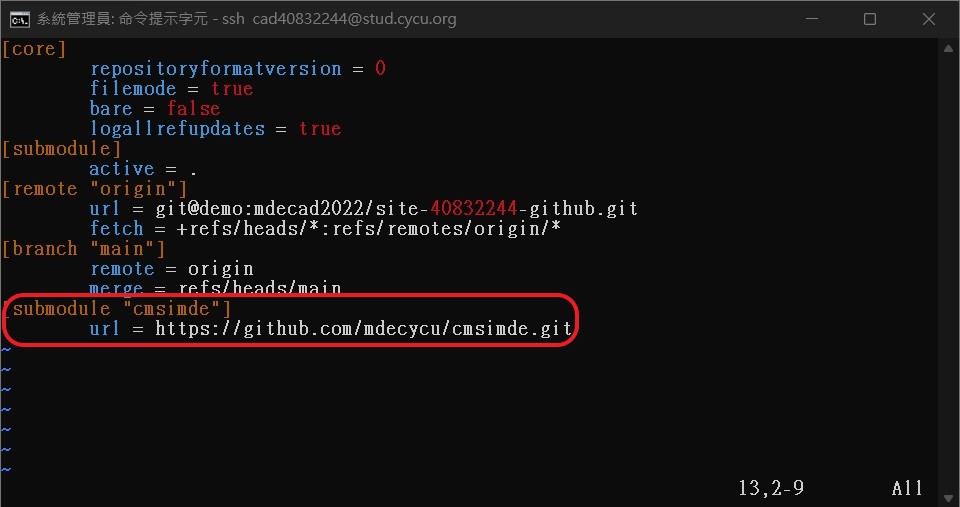 系統管理員: 命令提示字元 - ssh cad40832244@stud.cycu.org
[core]
repositoryformatversion = 0
filemode = true
bare = false
logallrefupdates = true
[submodule]
active = .
[remote "origin"]
url = git@demo:mdecad2022/site-40832244-github.git
fetch = +refs/heads/*:refs/remotes/origin/*
[branch "main"]
remote = origin
merge = refs/heads/main
[submodule "cmsimde"]
url = https://github.com/mdecycu/cmsimde.git
~
~
~
~
~
~
~
13,2-9 All